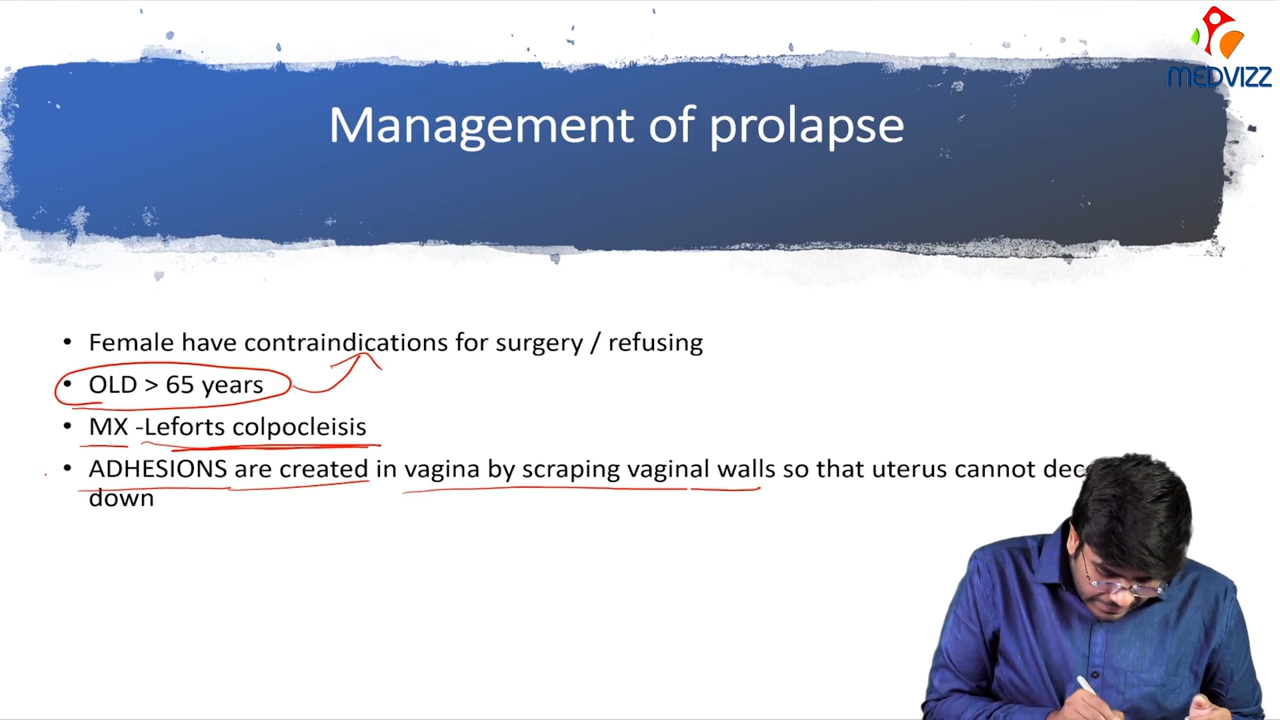 MEDVIZZ
Management of prolapse
• Female have contraindications for surgery / refusing
• OLD > 65 years
• MX -Leforts colpocleisis
• ADHESIONS are created in vagina by scraping vaginal walls so that uterus cannot
down